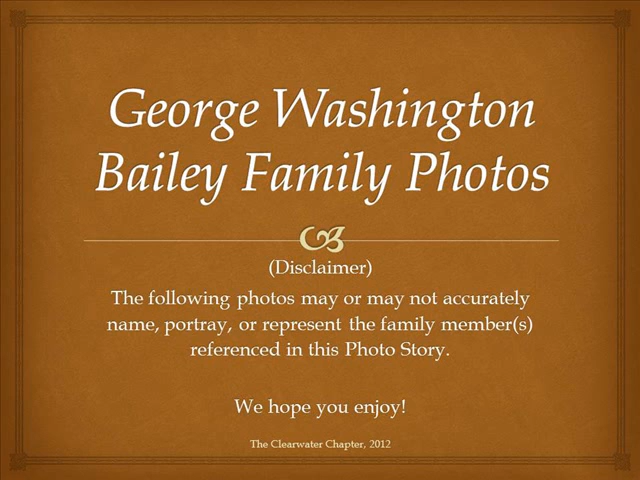 George Washington
Bailey Family Photos
(Disclaimer)
The following photos may or may not accurately
name, portray, or represent the family member(s)
referenced in this Photo Story.
We hope you enjoy!
The Clearwater Chapter, 2012